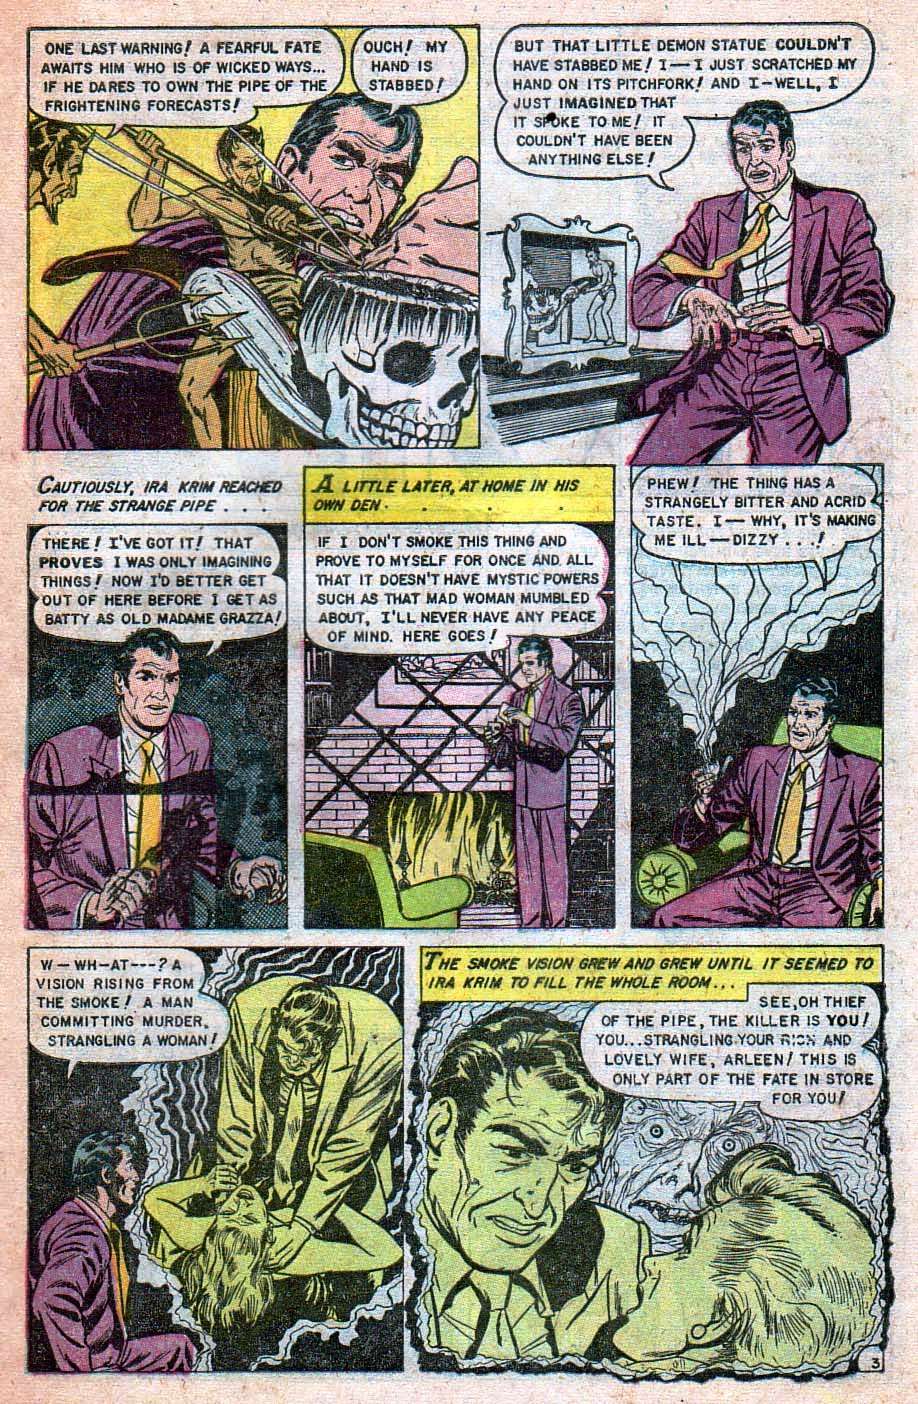 ONE LAST WARNING! A FEARFUL FATE
AWAITS HIM WHO IS OF WICKED WAYS...
IF HE DARES TO OWN THE PIPE OF THE
FRIGHTENING FORECASTS!
OUCH! MY
HAND IS
STABBED!
BUT THAT LITTLE DEMON STATUE COULDN'T
HAVE STABBED ME! I—I JUST SCRATCHED MY
HAND ON ITS PITCHFORK! AND I-WELL, I
JUST IMAGINED THAT
IT SPOKE TO ME! IT
COULDN'T HAVE BEEN
ANYTHING ELSE!
CAUTIOUSLY, IRA KRIM REACHED
FOR THE STRANGE PIPE . . .
THERE! I'VE GOT IT! THAT
PROVES I WAS ONLY IMAGINING
THINGS! NOW I'D BETTER GET
OUT OF HERE BEFORE I GET AS
BATTY AS OLD MADAME GRAZZA!
A LITTLE LATER, AT HOME IN HIS
OWN DEN . . . .
IF I DON'T SMOKE THIS THING AND
PROVE TO MYSELF FOR ONCE AND ALL
THAT IT DOESN'T HAVE MYSTIC POWERS
SUCH AS THAT MAD WOMAN MUMBLED
ABOUT, I'LL NEVER HAVE ANY PEACE
OF MIND. HERE GOES!
PHEW! THE THING HAS A
STRANGELY BITTER AND ACRID
TASTE. I— WHY, IT'S MAKING
ME ILL—DIZZY . . . .!
W—WH—AT---? A
VISION RISING FROM
THE SMOKE! A MAN
COMMITTING MURDER,
STRANGLING A WOMAN!
THE SMOKE VISION GREW AND GREW UNTIL IT SEEMED TO
IRA KRIM TO FILL THE WHOLE ROOM...
SEE, OH THIEF
OF THE PIPE, THE KILLER IS YOU!
YOU...STRANGLING YOUR RICH AND
LOVELY WIFE, ARLEEN! THIS IS
ONLY PART OF THE FATE IN STORE
FOR YOU!
3